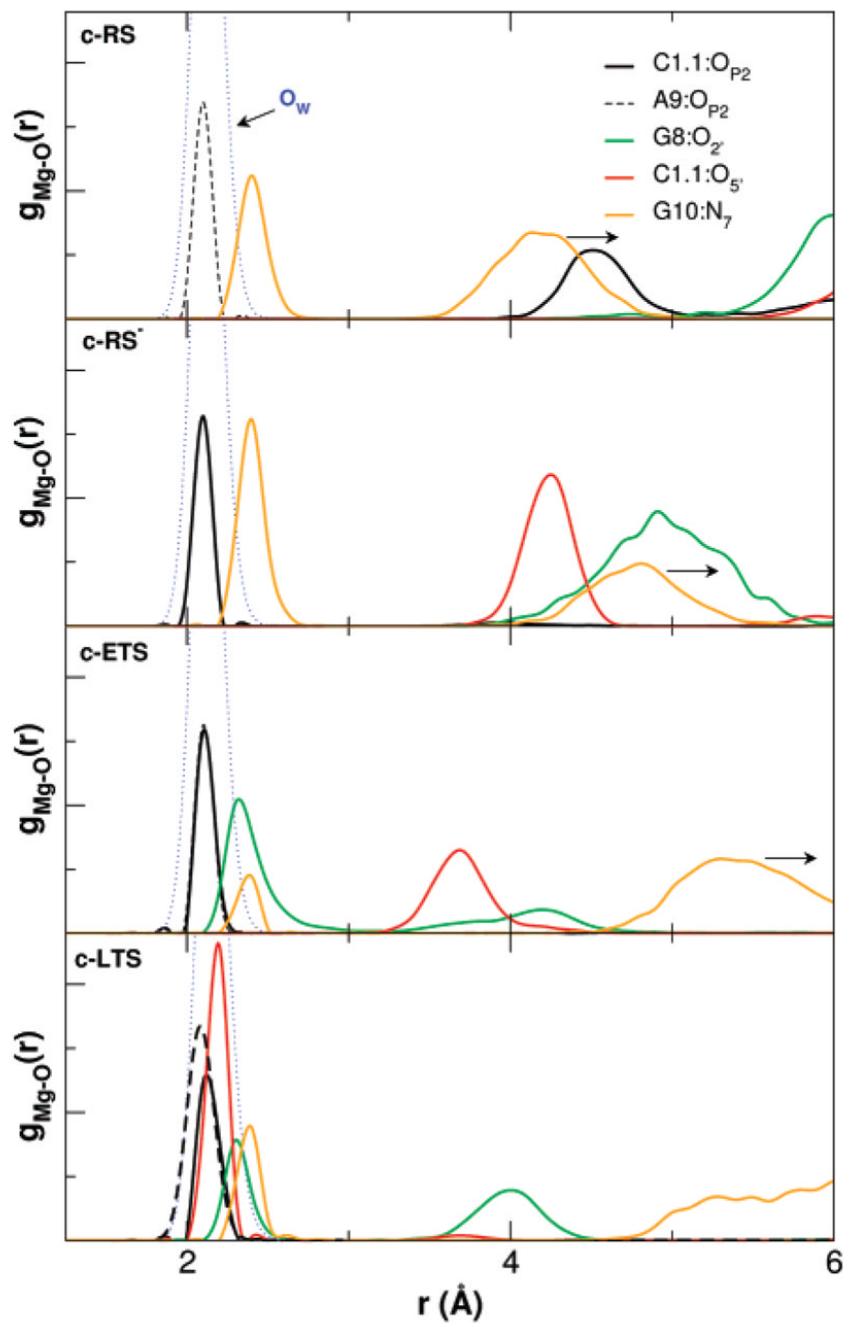 c-RS
O_W
C1.1:O_P2
A9:O_P2
G8:O_2'
C1.1:O_5'
G10:N_7
g_Mg-O(r)
c-RS⁻
g_Mg-O(r)
c-ETS
g_Mg-O(r)
c-LTS
g_Mg-O(r)
2 4 6
r (Å)